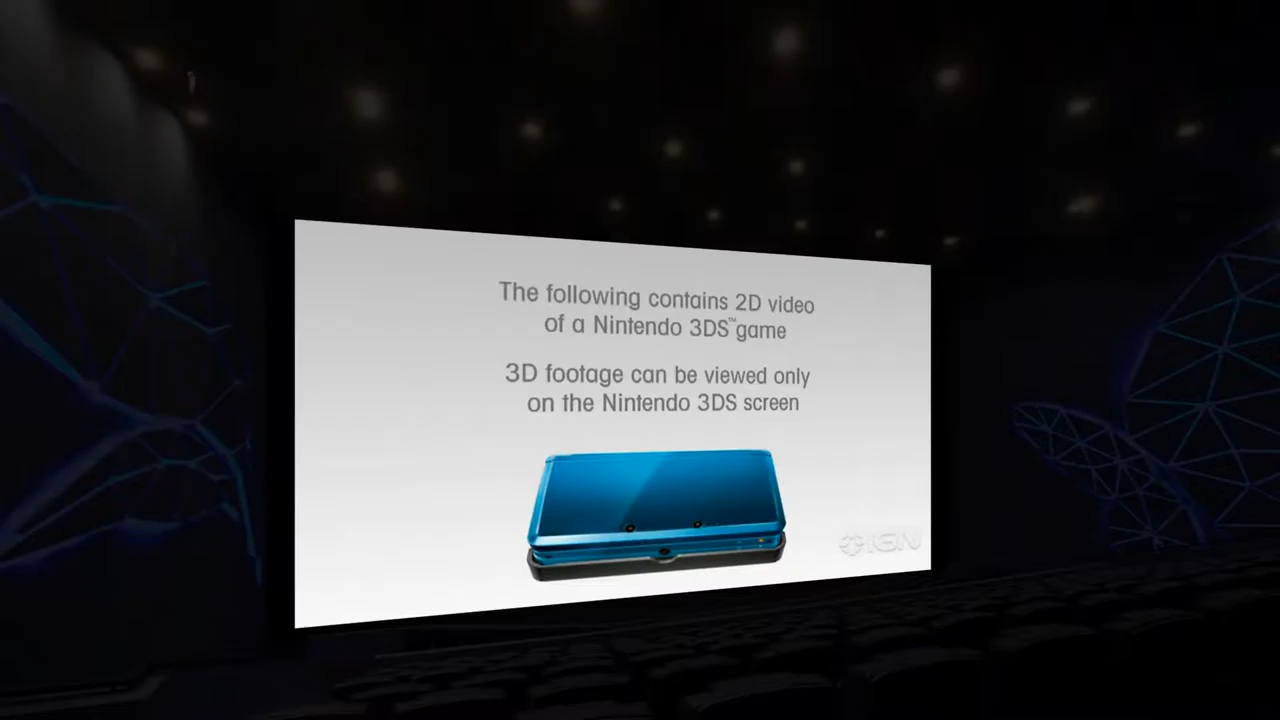 The following contains 2D video
of a Nintendo 3DS™ game
3D footage can be viewed only
on the Nintendo 3DS screen
IGN